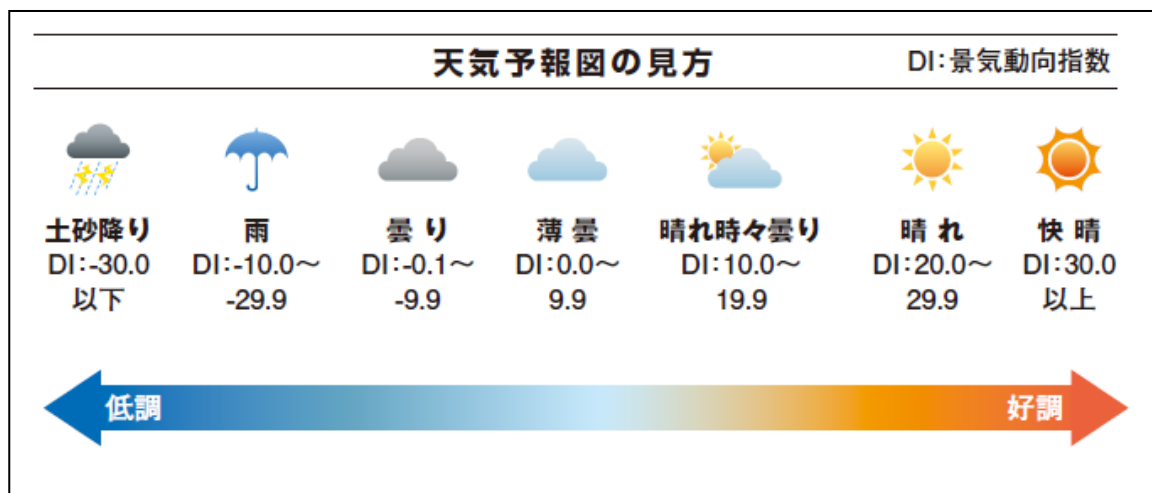 天気予報図の見方
DI:景気動向指数
土砂降り
DI:-30.0
以下
雨
DI:-10.0〜
-29.9
曇り
DI:-0.1〜
-9.9
薄曇
DI:0.0〜
9.9
晴れ時々曇り
DI:10.0〜
19.9
晴れ
DI:20.0〜
29.9
快晴
DI:30.0
以上
低調
好調